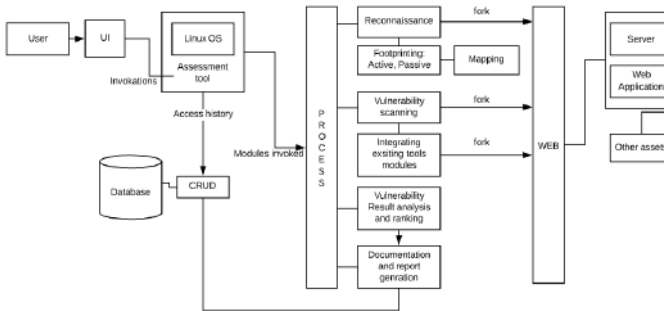 User
UI
Linux OS
Assessment
tool
Invokations
Access history
Modules invoked
Database
CRUD
P
R
O
C
E
S
S
Reconnaissance
fork
Footprinting:
Active, Passive
Mapping
Vulnerability
scanning
fork
Integrating
exsiting tools
modules
fork
Vulnerability
Result analysis
and ranking
Documentation
and report
genration
WEB
Server
Web
Application
Other assets